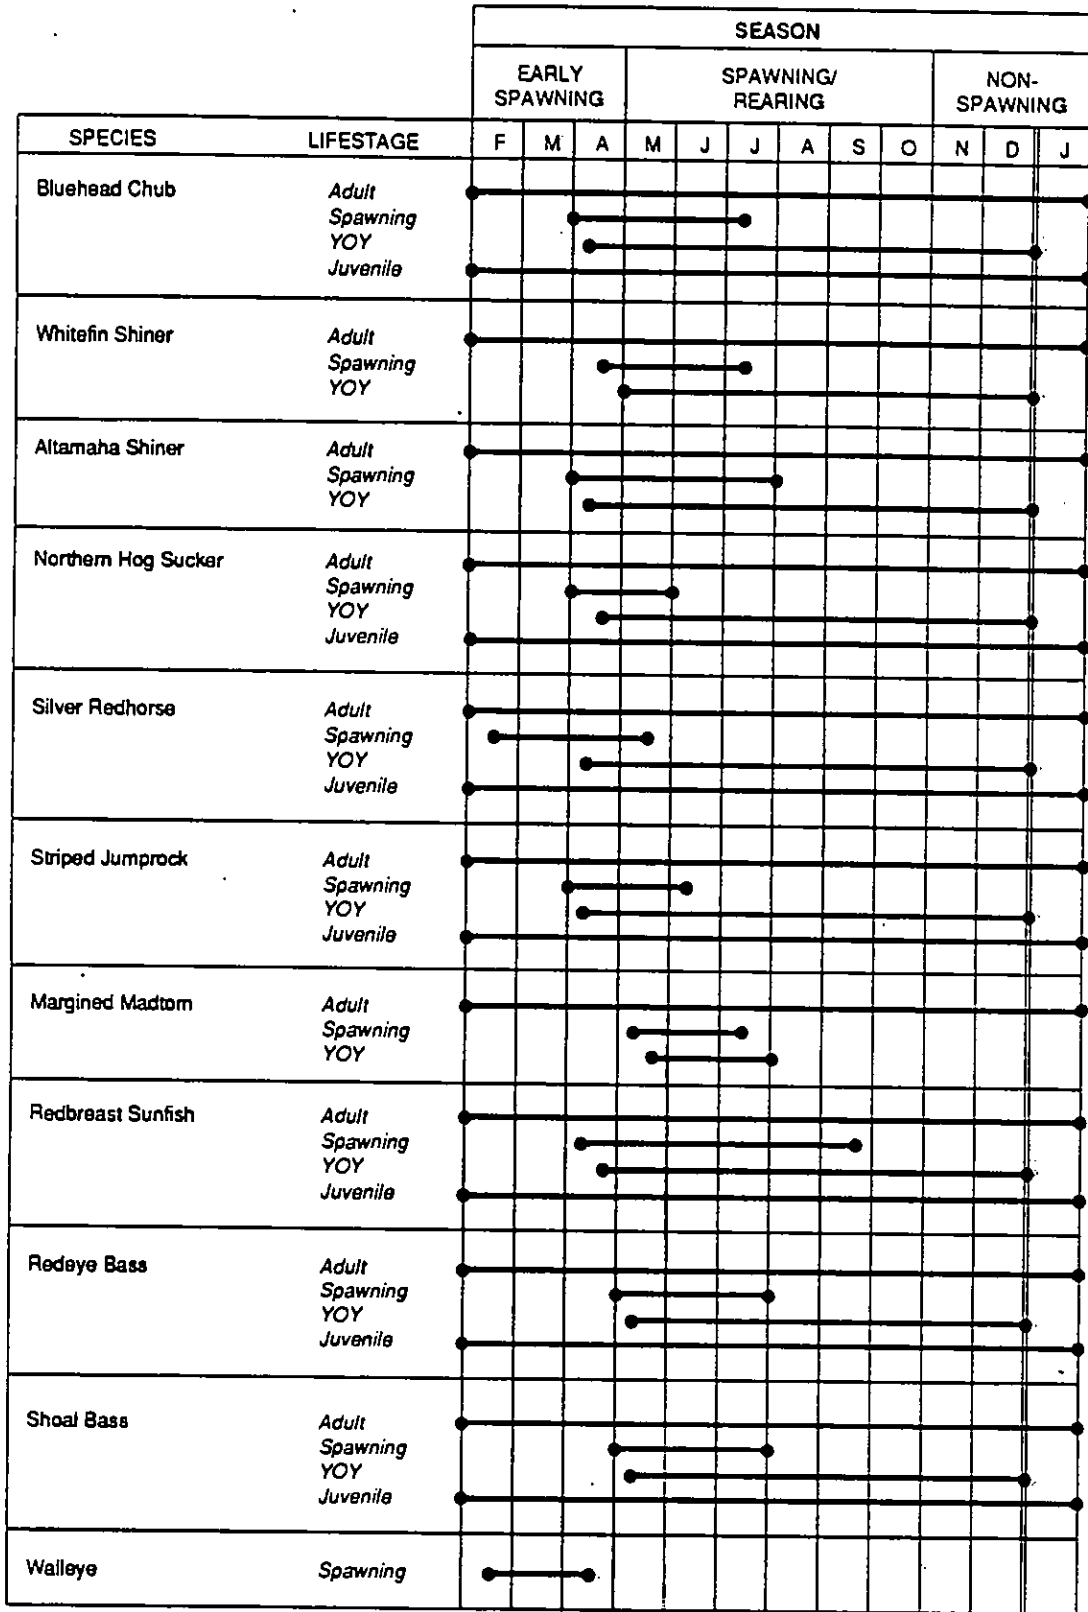 SEASON
EARLY SPAWNING
SPAWNING/ REARING
NON- SPAWNING
SPECIES LIFESTAGE F M A M J J A S O N D J
Bluehead Chub Adult
Spawning
YOY
Juvenile
Whitefin Shiner Adult
Spawning
YOY
Altamaha Shiner Adult
Spawning
YOY
Northern Hog Sucker Adult
Spawning
YOY
Juvenile
Silver Redhorse Adult
Spawning
YOY
Juvenile
Striped Jumprock Adult
Spawning
YOY
Juvenile
Margined Madtom Adult
Spawning
YOY
Redbreast Sunfish Adult
Spawning
YOY
Juvenile
Redeye Bass Adult
Spawning
YOY
Juvenile
Shoal Bass Adult
Spawning
YOY
Juvenile
Walleye Spawning